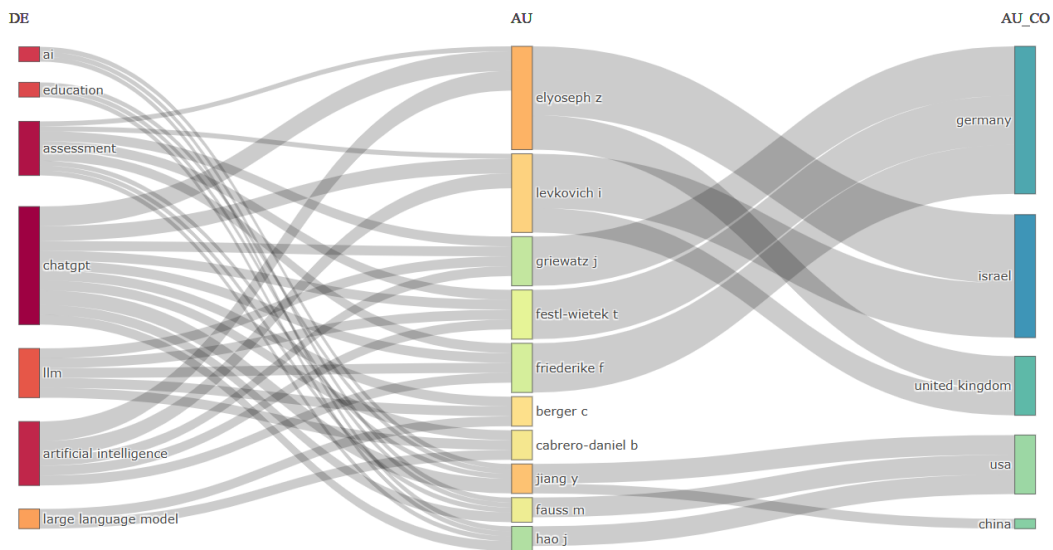 DE
AU
AU_CO
ai
education
assessment
chatgpt
llm
artificial intelligence
large language model
elyoseph z
levkovich i
griewatz j
festl-wietek t
friederike f
berger c
cabrero-daniel b
jiang y
fauss m
hao j
germany
israel
united kingdom
usa
china